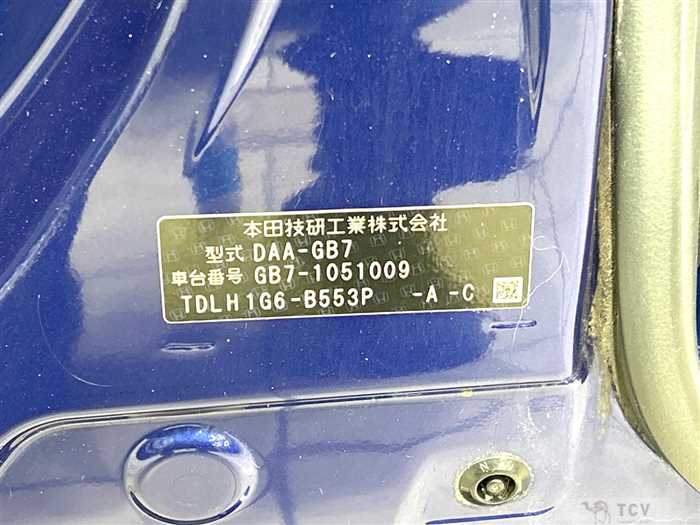 本田技研工業株式会社
型式 DAA-GB7
車台番号 GB7-1051009
TDLH1G6-B553P -A -C
N
TCV